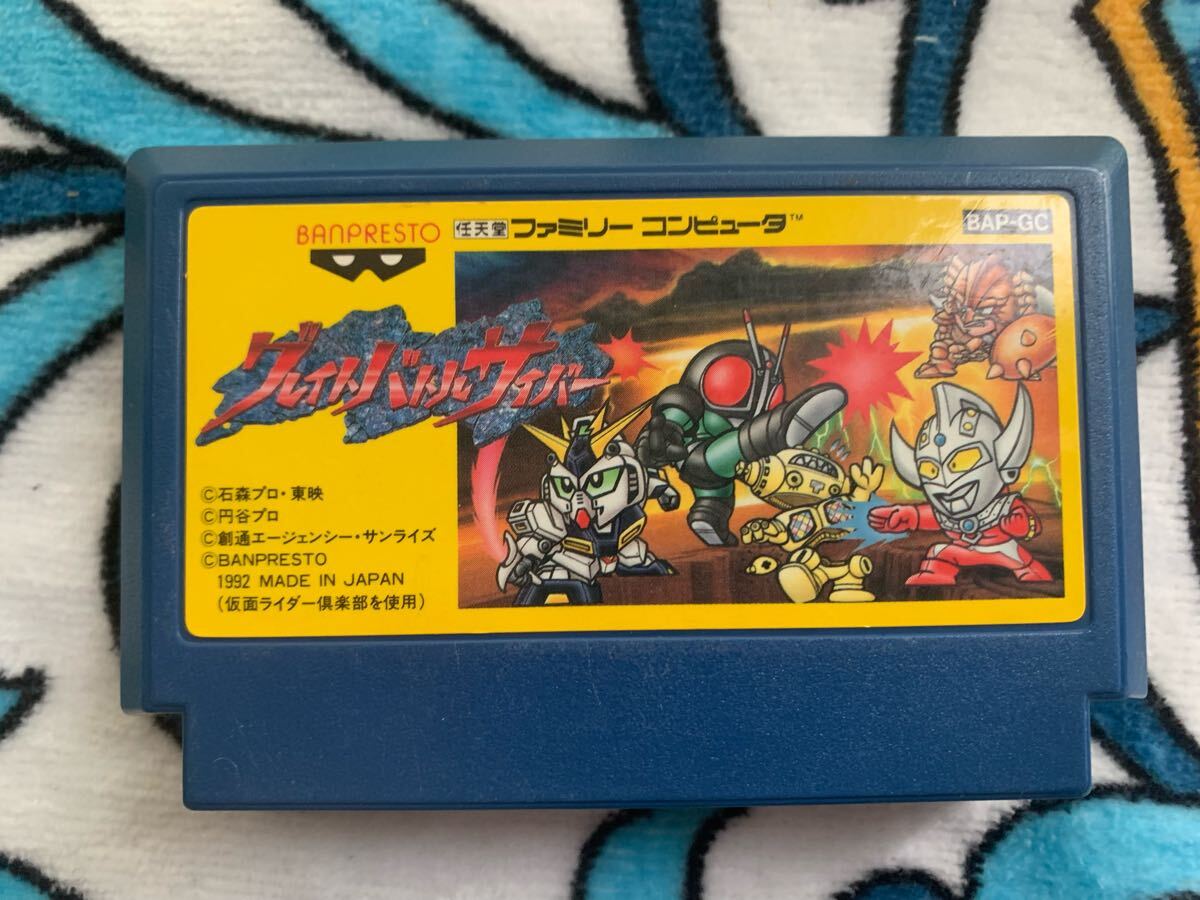 BANPRESTO
任天堂 ファミリー コンピュータ™
BAP-GC
グレイトバトルサイバー
©石森プロ・東映
©円谷プロ
©創通エージェンシー・サンライズ
©BANPRESTO
1992 MADE IN JAPAN
(仮面ライダー倶楽部を使用)